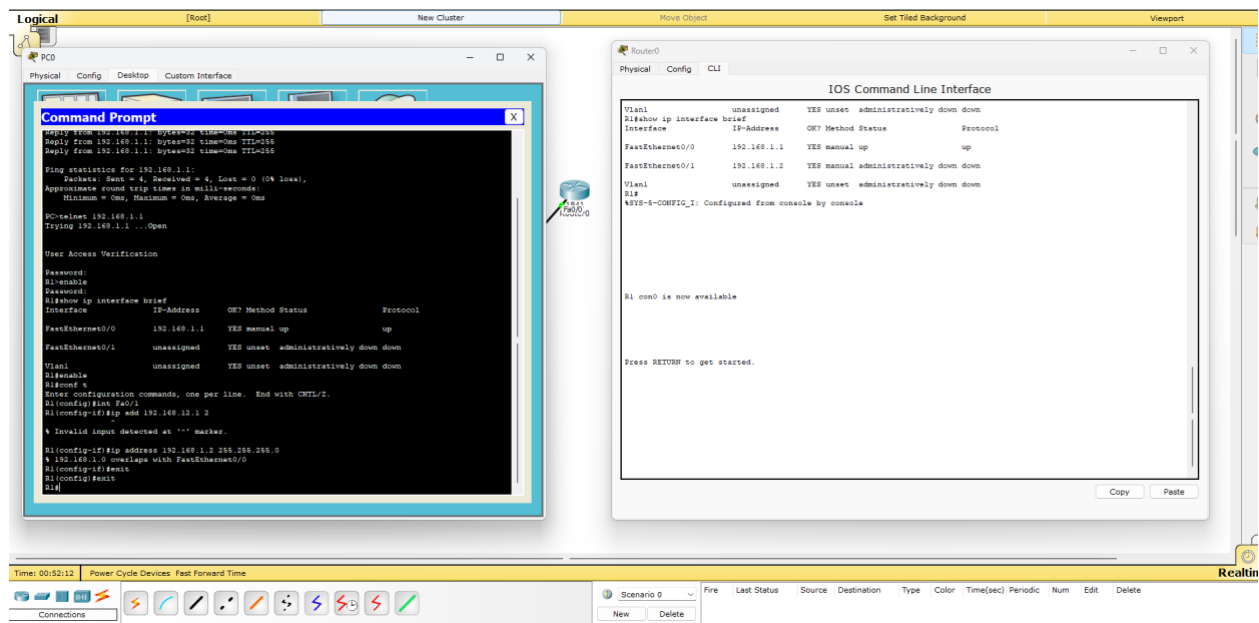 Logical [Root] New Cluster Move Object Set Tiled Background Viewport
PC0
Physical Config Desktop Custom Interface
Command Prompt X
Reply from 192.168.1.1: bytes=32 time=0ms TTL=255
Reply from 192.168.1.1: bytes=32 time=0ms TTL=255
Reply from 192.168.1.1: bytes=32 time=0ms TTL=255
Ping statistics for 192.168.1.1:
Packets: Sent = 4, Received = 4, Lost = 0 (0% loss),
Approximate round trip times in milli-seconds:
Minimum = 0ms, Maximum = 0ms, Average = 0ms
PC>telnet 192.168.1.1
Trying 192.168.1.1 ...Open
User Access Verification
Password:
R1>enable
Password:
R1#show ip interface brief
Interface IP-Address OK? Method Status Protocol
FastEthernet0/0 192.168.1.1 YES manual up up
FastEthernet0/1 unassigned YES unset administratively down down
Vlan1 unassigned YES unset administratively down down
R1#enable
R1#conf t
Enter configuration commands, one per line. End with CNTL/Z.
R1(config)#int Fa0/1
R1(config-if)#ip add 192.168.12.1 2
^
% Invalid input detected at '^' marker.
R1(config-if)#ip address 192.168.1.2 255.255.255.0
% 192.168.1.0 overlaps with FastEthernet0/0
R1(config-if)#exit
R1(config)#exit
R1#
Fa0/0
Router0
Physical Config CLI
IOS Command Line Interface
Vlan1 unassigned YES unset administratively down down
R1#show ip interface brief
Interface IP-Address OK? Method Status Protocol
FastEthernet0/0 192.168.1.1 YES manual up up
FastEthernet0/1 192.168.1.2 YES manual administratively down down
Vlan1 unassigned YES unset administratively down down
R1#
%SYS-5-CONFIG_I: Configured from console by console
R1 con0 is now available
Press RETURN to get started.
Copy Paste
Time: 00:52:12 Power Cycle Devices Fast Forward Time
Connections
Scenario 0
New Delete
Fire Last Status Source Destination Type Color Time(sec) Periodic Num Edit Delete